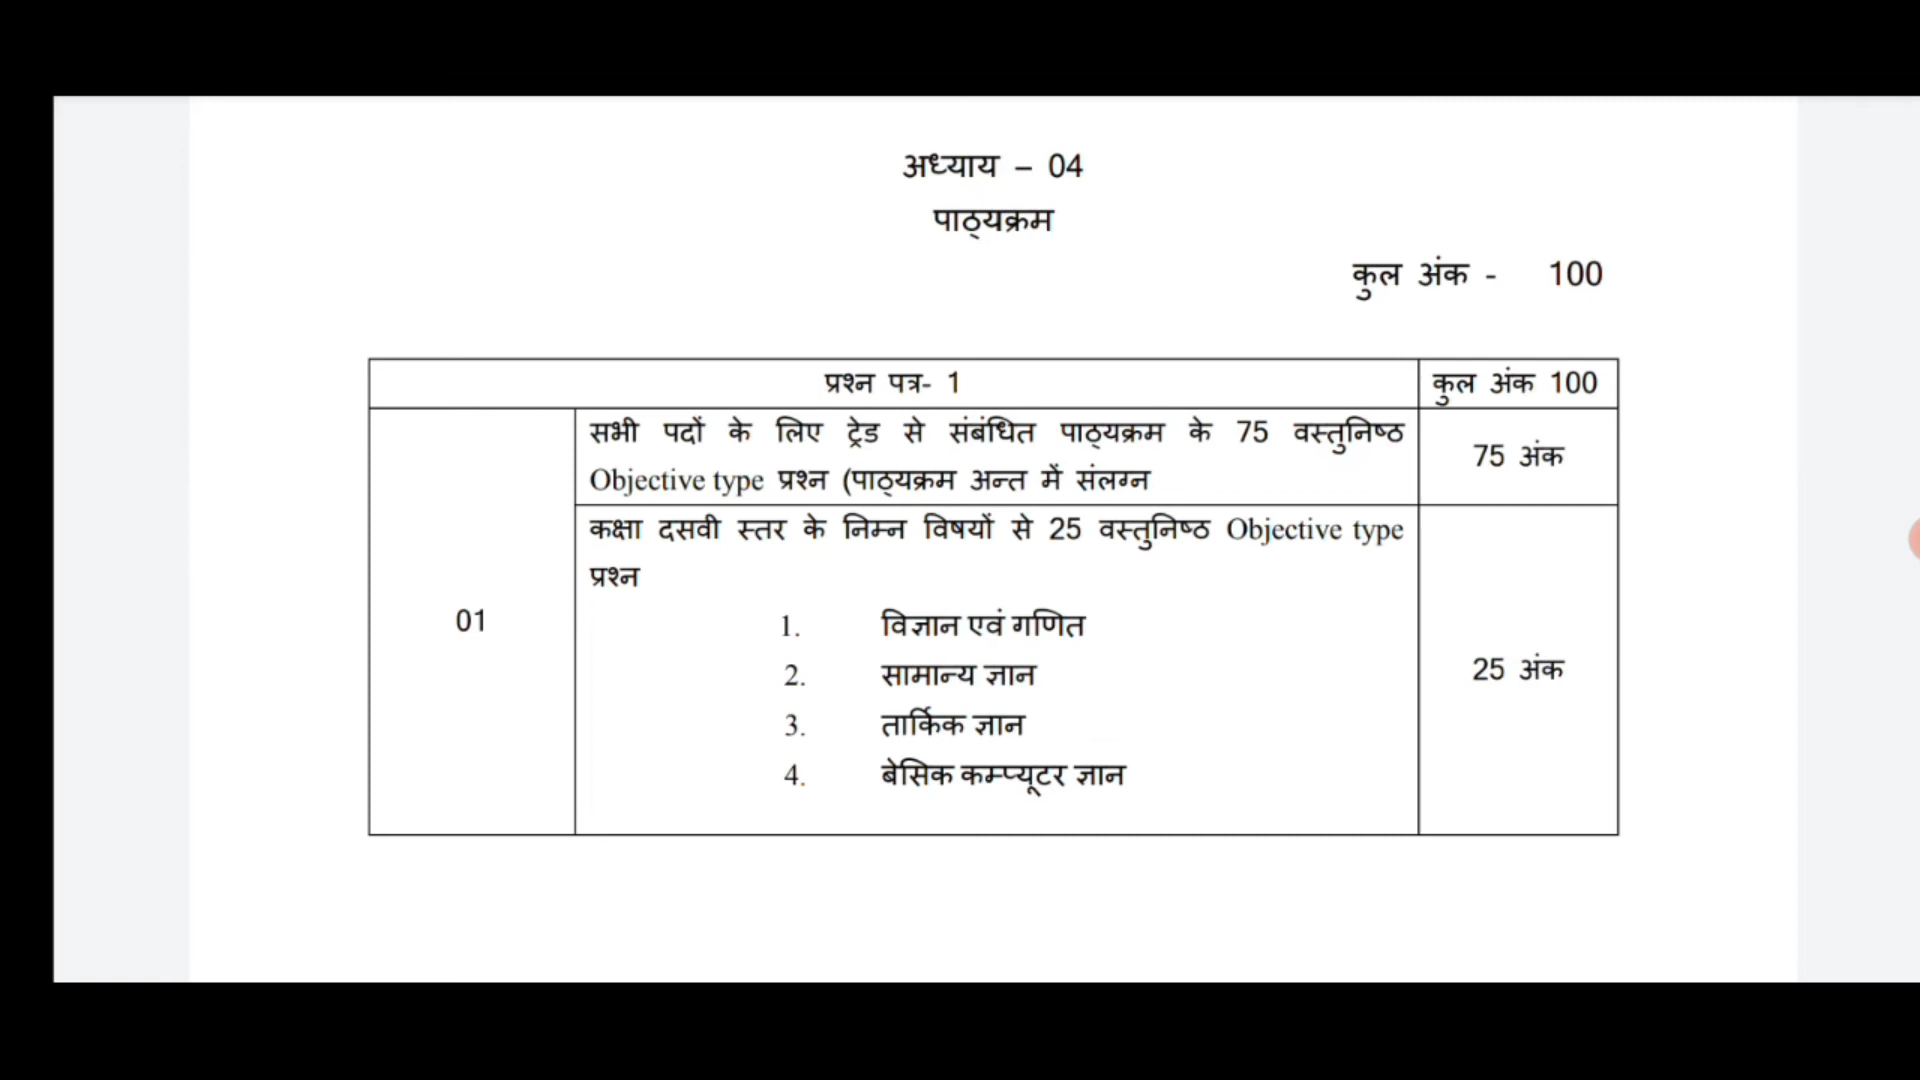 अध्याय – 04
पाठ्यक्रम
कुल अंक - 100
प्रश्न पत्र- 1 कुल अंक 100
01
सभी पदों के लिए ट्रेड से संबंधित पाठ्यक्रम के 75 वस्तुनिष्ठ
Objective type प्रश्न (पाठ्यक्रम अन्त में संलग्न
75 अंक
कक्षा दसवी स्तर के निम्न विषयों से 25 वस्तुनिष्ठ Objective type
प्रश्न
1. विज्ञान एवं गणित
2. सामान्य ज्ञान
3. तार्किक ज्ञान
4. बेसिक कम्प्यूटर ज्ञान
25 अंक